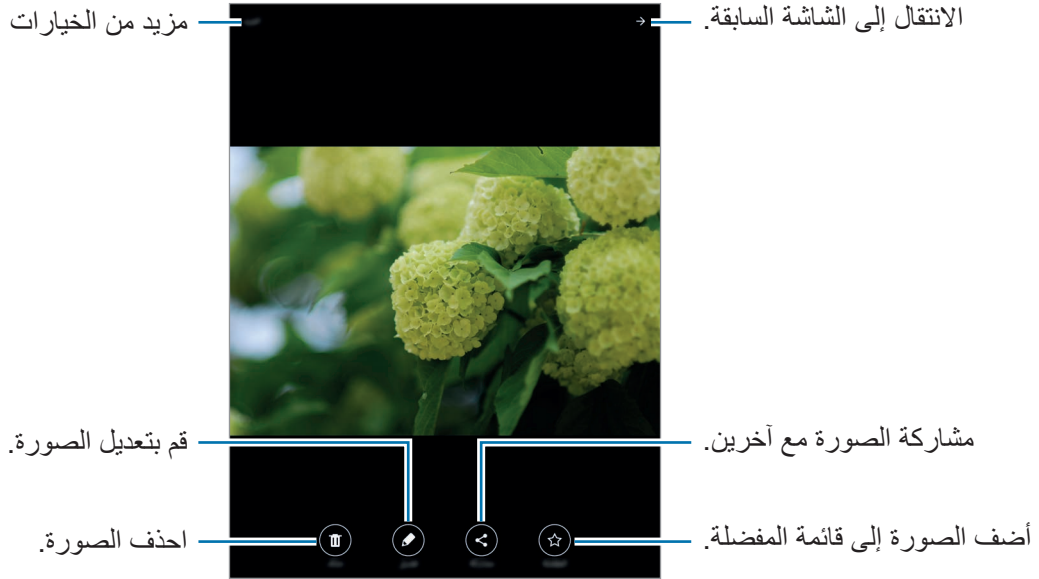 الانتقال إلى الشاشة السابقة.
مزيد من الخيارات
مشاركة الصورة مع آخرين.
قم بتعديل الصورة.
أضف الصورة إلى قائمة المفضلة.
احذف الصورة.